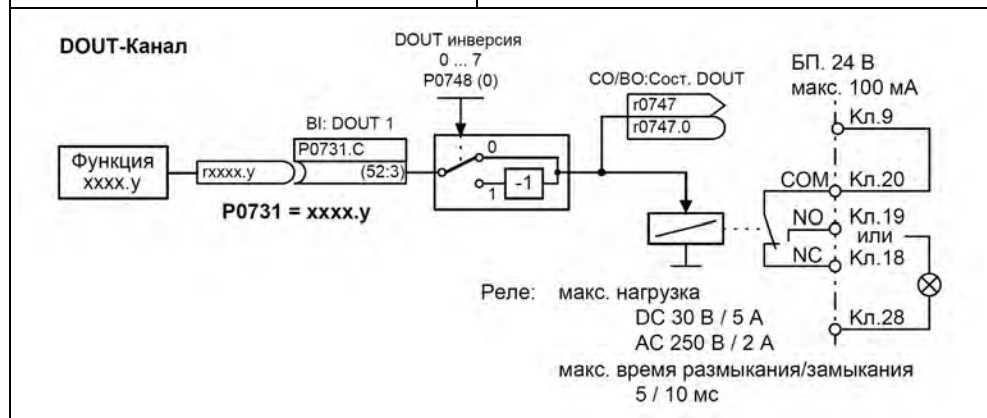 DOUT-Канал
DOUT инверсия
0 ... 7
P0748 (0)
БП. 24 В
макс. 100 мА
CO/BO:Сост. DOUT
r0747
r0747.0
Кл.9
BI: DOUT 1
P0731.C
(52:3)
Функция
xxxx.y
rxxxx.y
P0731 = xxxx.y
0
1
-1
COM
Кл.20
NO
Кл.19
или
NC
Кл.18
Кл.28
Реле: макс. нагрузка
DC 30 В / 5 А
AC 250 В / 2 А
макс. время размыкания/замыкания
5 / 10 мс